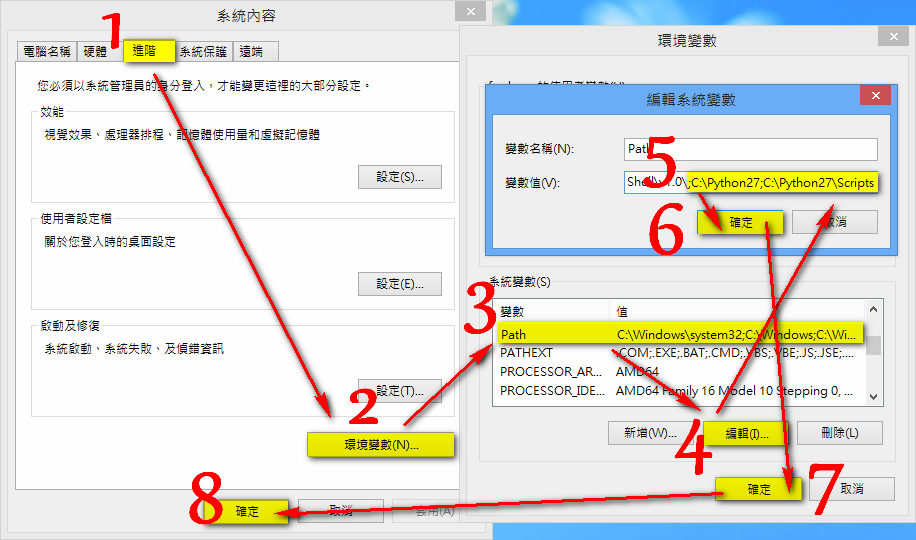 系統內容
1
電腦名稱 硬體 進階 系統保護 遠端
您必須以系統管理員的身分登入，才能變更這裡的大部分設定。
效能
視覺效果、處理器排程、記憶體使用量和虛擬記憶體
設定(S)...
使用者設定檔
關於您登入時的桌面設定
設定(E)...
啟動及修復
系統啟動、系統失敗、及偵錯資訊
設定(T)...
2
環境變數(N)...
8
確定 取消 套用(A)
環境變數
的使用者變數(U)
編輯系統變數
變數名稱(N): Path
5
變數值(V): ;C:\Python27;C:\Python27\Scripts
6
確定 取消
系統變數(S)
3
變數 值
Path C:\Windows\system32;C:\Windows;C:\Wi...
PATHEXT .COM;.EXE;.BAT;.CMD;.VBS;.VBE;.JS;.JSE;....
PROCESSOR_AR... AMD64
PROCESSOR_IDE... AMD64 Family 16 Model 10 Stepping 0, ...
4
新增(W)... 編輯(I)... 刪除(L)
7
確定 取消